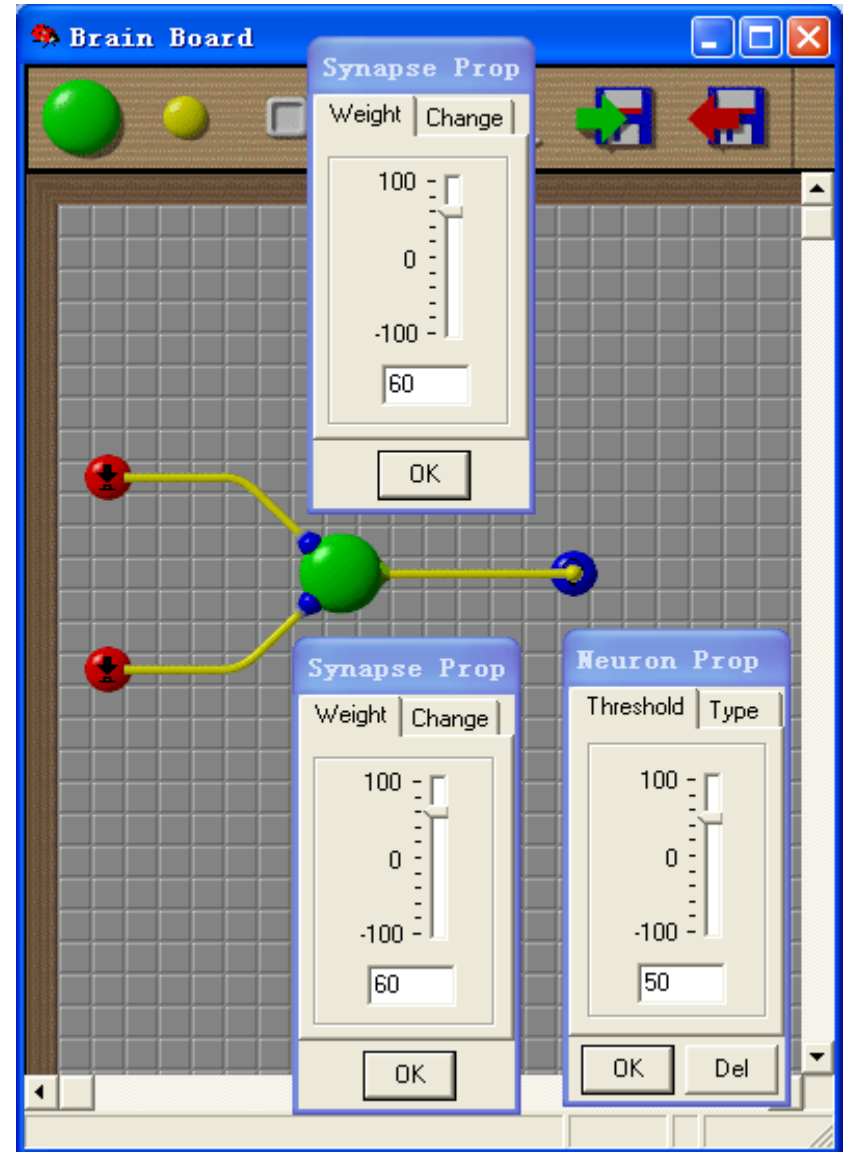 Brain Board
Synapse Prop
Weight Change
100
0
-100
60
OK
Synapse Prop
Weight Change
100
0
-100
60
OK
Neuron Prop
Threshold Type
100
0
-100
50
OK Del